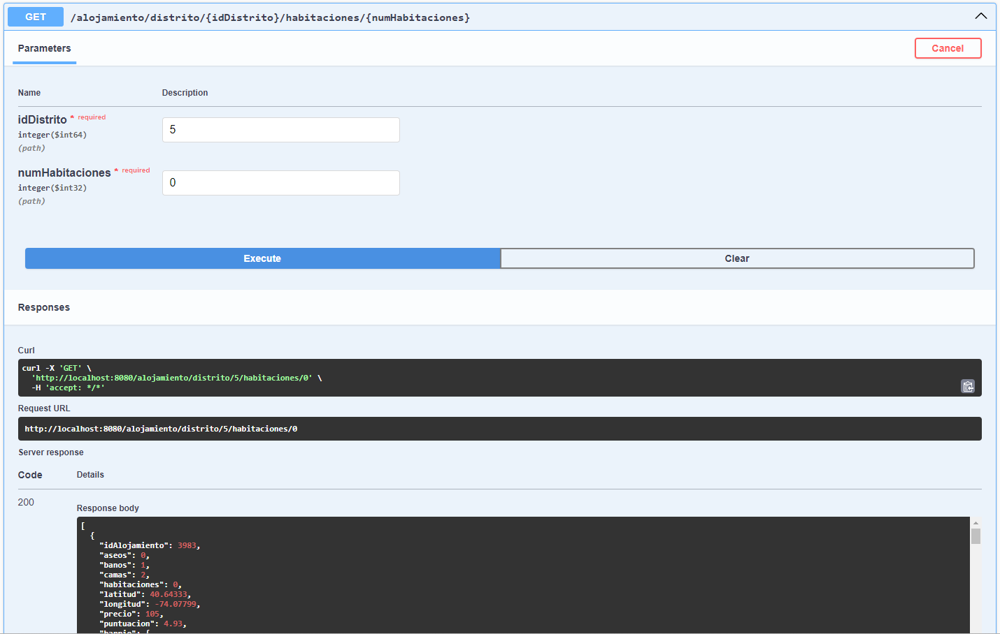 GET /alojamiento/distrito/{idDistrito}/habitaciones/{numHabitaciones}
Parameters
Cancel
Name Description
idDistrito * required
integer($int64)
(path)
5
numHabitaciones * required
integer($int32)
(path)
0
Execute Clear
Responses
Curl
curl -X 'GET' \
'http://localhost:8080/alojamiento/distrito/5/habitaciones/0' \
-H 'accept: */*'
Request URL
http://localhost:8080/alojamiento/distrito/5/habitaciones/0
Server response
Code Details
200
Response body
[
{
"idAlojamiento": 3983,
"aseos": 0,
"banos": 1,
"camas": 2,
"habitaciones": 0,
"latitud": 40.64333,
"longitud": -74.07799,
"precio": 105,
"puntuacion": 4.93,
"barrio": {